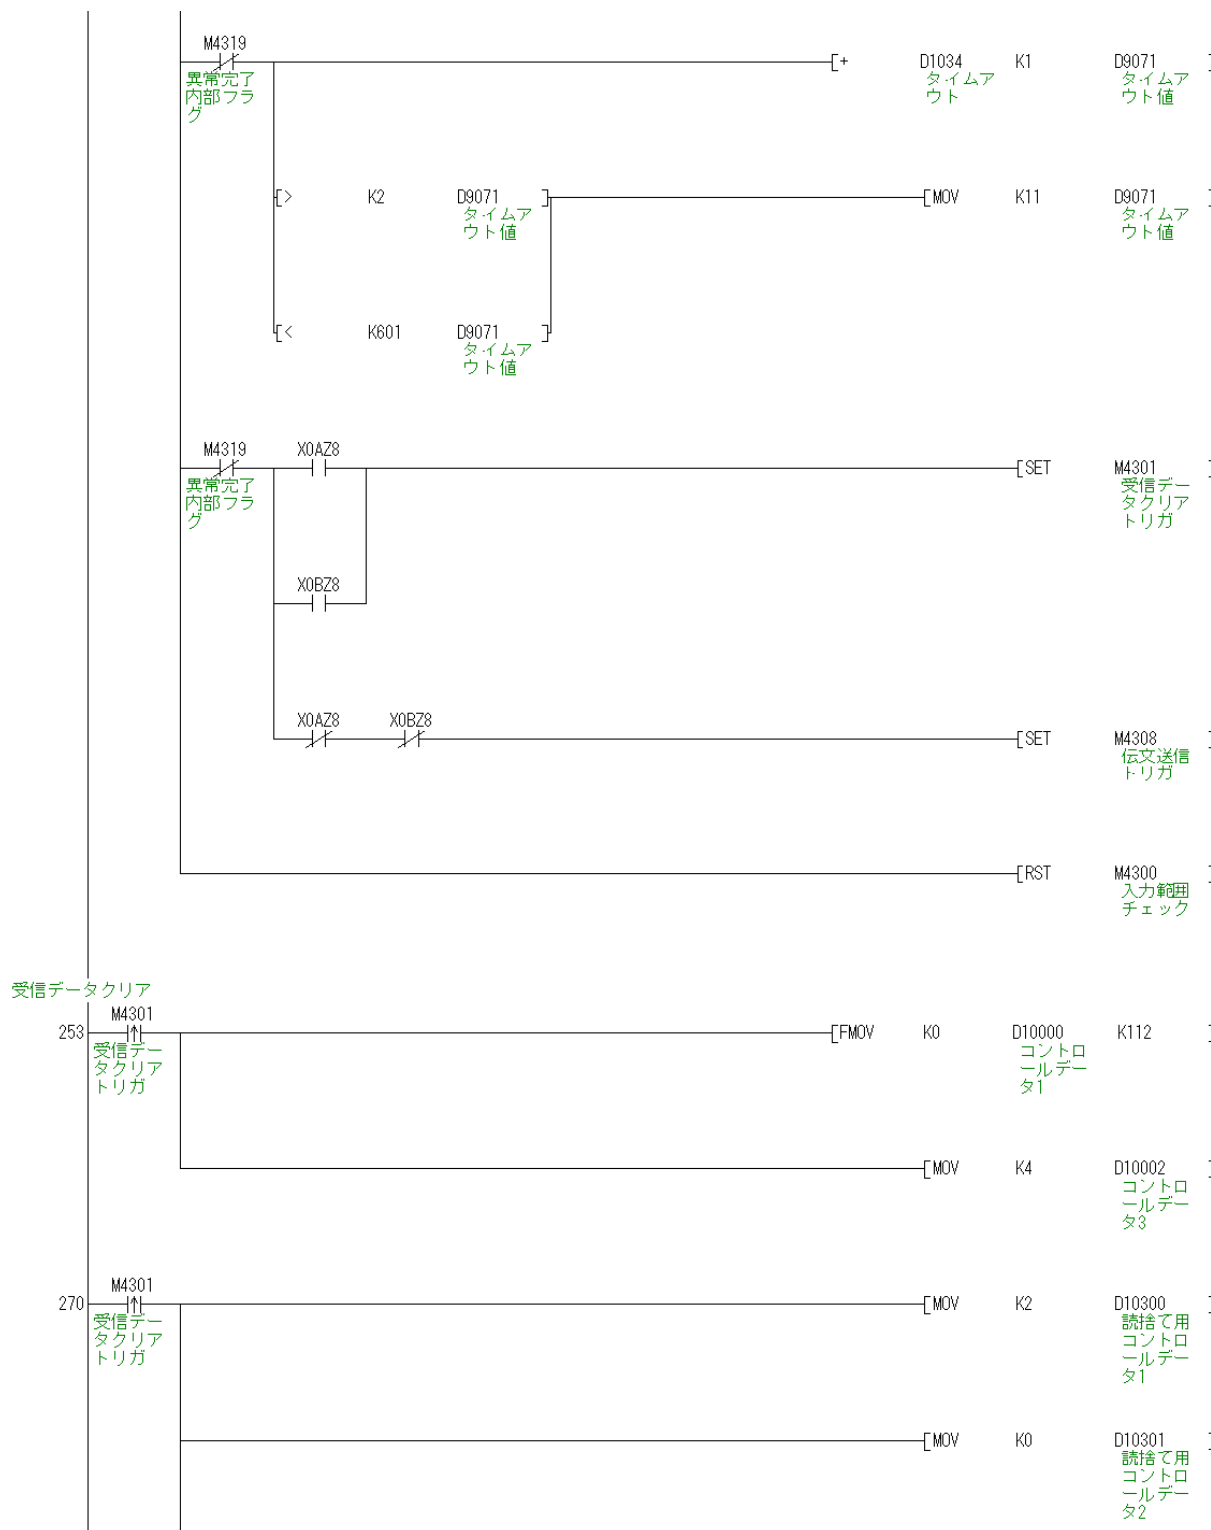 M4319
[+ D1034 K1 D9071 ]
異常完了
内部フラ
グ
タイムア
ウト
タイムア
ウト値
[> K2 D9071 ]
[MOV K11 D9071 ]
タイムア
ウト値
タイムア
ウト値
[< K601 D9071 ]
タイムア
ウト値
M4319 X0AZ8
[SET M4301 ]
異常完了
内部フラ
グ
受信デー
タクリア
トリガ
X0BZ8
X0AZ8 X0BZ8
[SET M4308 ]
伝文送信
トリガ
[RST M4300 ]
入力範囲
チェック
受信データクリア
M4301
253 [FMOV K0 D10000 K112 ]
受信デー
タクリア
トリガ
コントロ
ールデー
タ1
[MOV K4 D10002 ]
コントロ
ールデー
タ3
M4301
270 [MOV K2 D10300 ]
受信デー
タクリア
トリガ
読捨て用
コントロ
ールデー
タ1
[MOV K0 D10301 ]
読捨て用
コントロ
ールデー
タ2